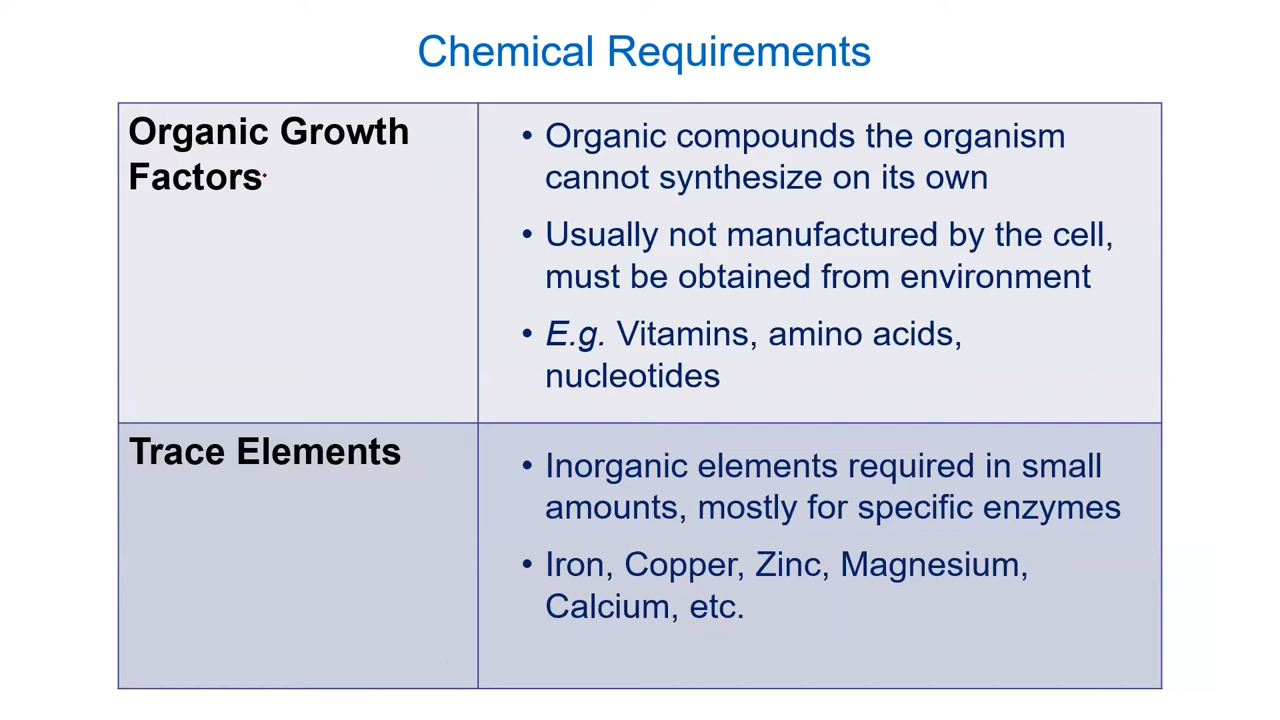 Chemical Requirements
Organic Growth
Factors
• Organic compounds the organism
cannot synthesize on its own
• Usually not manufactured by the cell,
must be obtained from environment
• E.g. Vitamins, amino acids,
nucleotides
Trace Elements
• Inorganic elements required in small
amounts, mostly for specific enzymes
• Iron, Copper, Zinc, Magnesium,
Calcium, etc.